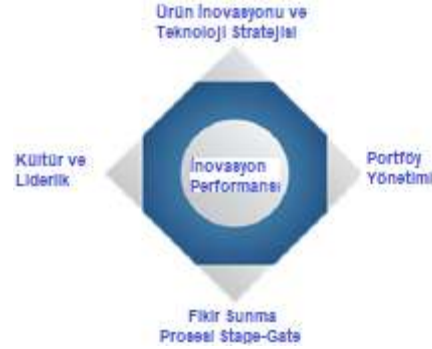 Ürün İnovasyonu ve
Teknoloji Stratejisi
Kültür ve
Liderlik
İnovasyon
Performansı
Portföy
Yönetimi
Fikir Sunma
Prosesi Stage-Gate